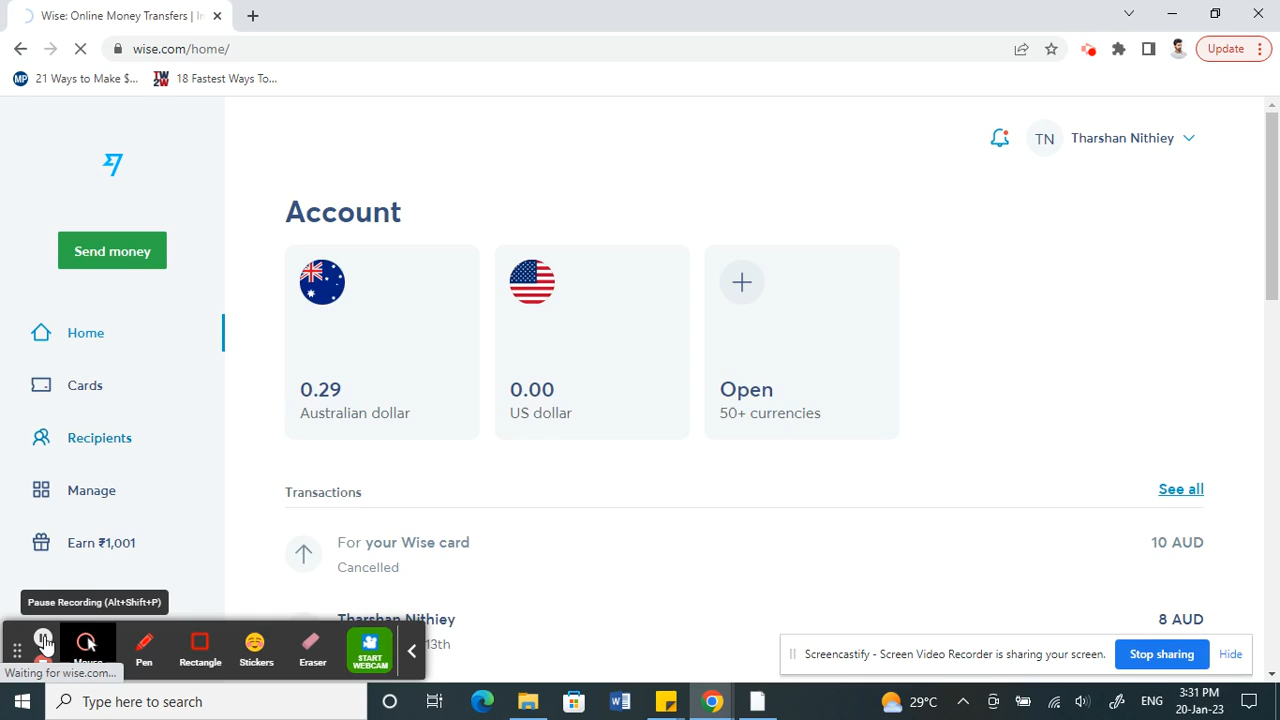 Wise: Online Money Transfers | In
wise.com/home/
Update
MP 21 Ways to Make $...
TW 2W 18 Fastest Ways To...
TN Tharshan Nithiey
Account
Send money
Home
Cards
Recipients
Manage
Earn ₹1,001
0.29
Australian dollar
0.00
US dollar
Open
50+ currencies
Transactions
See all
For your Wise card
10 AUD
Cancelled
Tharshan Nithiey
8 AUD
13th
Pause Recording (Alt+Shift+P)
Mouse
Pen
Rectangle
Stickers
Eraser
START
WEBCAM
Waiting for wise.com...
Screencastify - Screen Video Recorder is sharing your screen.
Stop sharing
Hide
Type here to search
29°C
ENG
3:31 PM
20-Jan-23